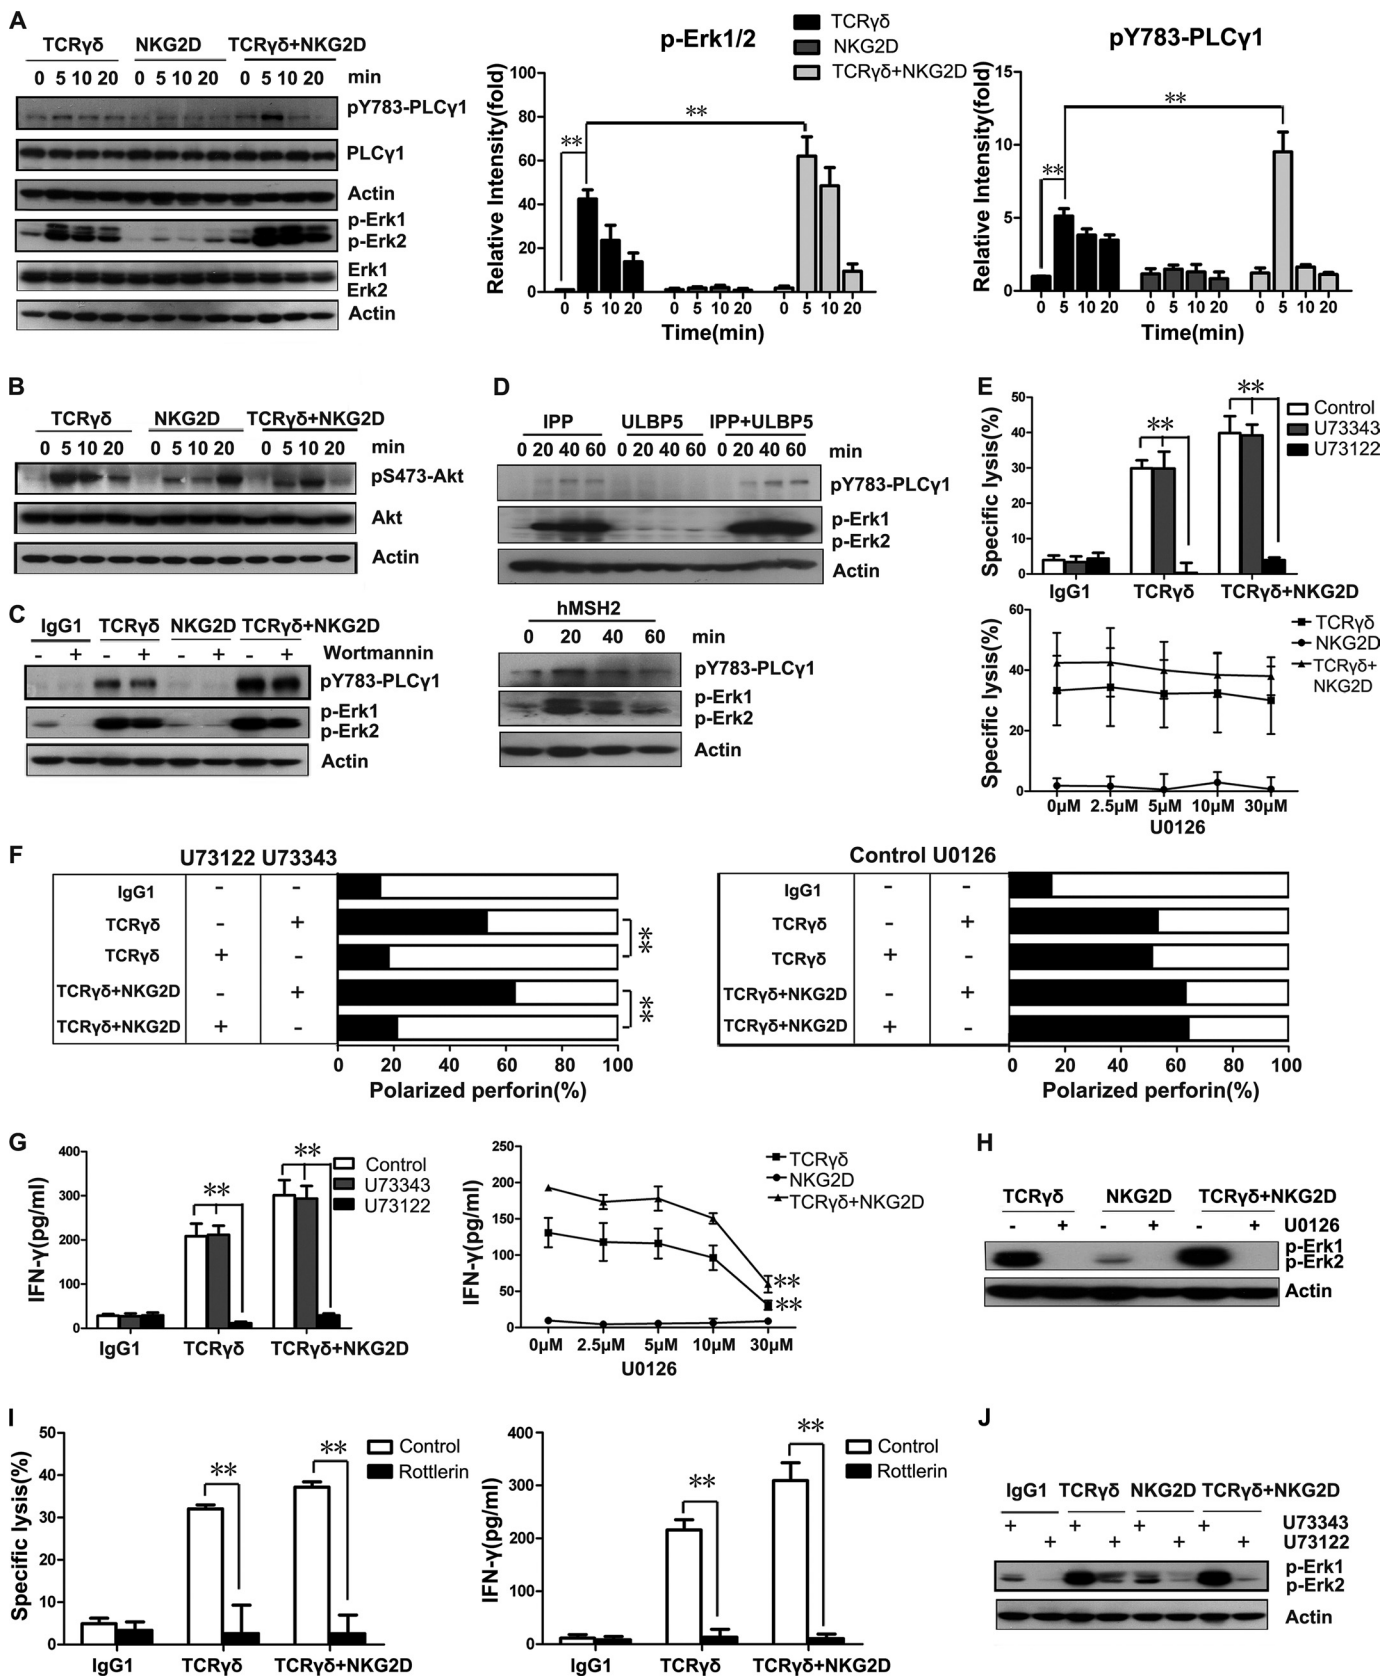 A
TCRγδ NKG2D TCRγδ+NKG2D
0 5 10 20 0 5 10 20 0 5 10 20 min
pY783-PLCγ1
PLCγ1
Actin
p-Erk1
p-Erk2
Erk1
Erk2
Actin
p-Erk1/2
TCRγδ
NKG2D
TCRγδ+NKG2D
Relative Intensity(fold)
100
80
60
40
20
0
** **
0 5 10 20 0 5 10 20 0 5 10 20
Time(min)
pY783-PLCγ1
Relative Intensity(fold)
15
10
5
0
** **
0 5 10 20 0 5 10 20 0 5 10 20
Time(min)
B
TCRγδ NKG2D TCRγδ+NKG2D
0 5 10 20 0 5 10 20 0 5 10 20 min
pS473-Akt
Akt
Actin
C
IgG1 TCRγδ NKG2D TCRγδ+NKG2D
- + - + - + - + Wortmannin
pY783-PLCγ1
p-Erk1
p-Erk2
Actin
D
IPP ULBP5 IPP+ULBP5
0 20 40 60 0 20 40 60 0 20 40 60 min
pY783-PLCγ1
p-Erk1
p-Erk2
Actin
hMSH2
0 20 40 60 min
pY783-PLCγ1
p-Erk1
p-Erk2
Actin
E
Specific lysis(%)
50
40
30
20
10
0
** **
Control
U73343
U73122
IgG1 TCRγδ TCRγδ+NKG2D
Specific lysis(%)
60
40
20
0
TCRγδ
NKG2D
TCRγδ+
NKG2D
0μM 2.5μM 5μM 10μM 30μM
U0126
F
U73122 U73343
IgG1 - -
TCRγδ - +
TCRγδ + -
TCRγδ+NKG2D - +
TCRγδ+NKG2D + -
**
**
0 20 40 60 80 100
Polarized perforin(%)
Control U0126
IgG1 - -
TCRγδ - +
TCRγδ + -
TCRγδ+NKG2D - +
TCRγδ+NKG2D + -
0 20 40 60 80 100
Polarized perforin(%)
G
IFN-γ(pg/ml)
400
300
200
100
0
** **
Control
U73343
U73122
IgG1 TCRγδ TCRγδ+NKG2D
IFN-γ(pg/ml)
250
200
150
100
50
0
TCRγδ
NKG2D
TCRγδ+NKG2D
**
**
0μM 2.5μM 5μM 10μM 30μM
U0126
H
TCRγδ NKG2D TCRγδ+NKG2D
- + - + - + U0126
p-Erk1
p-Erk2
Actin
I
Specific lysis(%)
50
40
30
20
10
0
** **
Control
Rottlerin
IgG1 TCRγδ TCRγδ+NKG2D
IFN-γ(pg/ml)
400
300
200
100
0
** **
Control
Rottlerin
IgG1 TCRγδ TCRγδ+NKG2D
J
IgG1 TCRγδ NKG2D TCRγδ+NKG2D
+ + + + U73343
+ + + + U73122
p-Erk1
p-Erk2
Actin